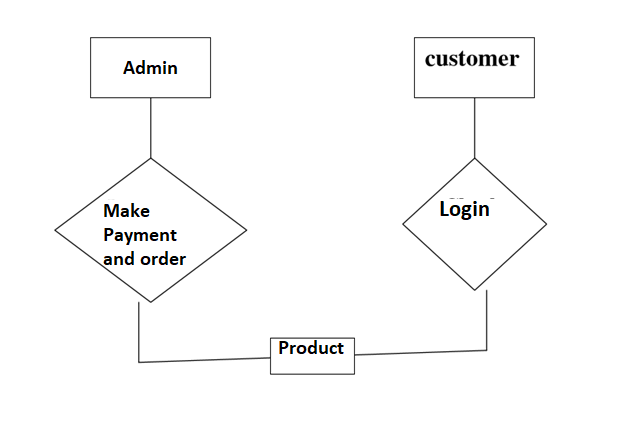 Admin
customer
Make
Payment
and order
Login
Product